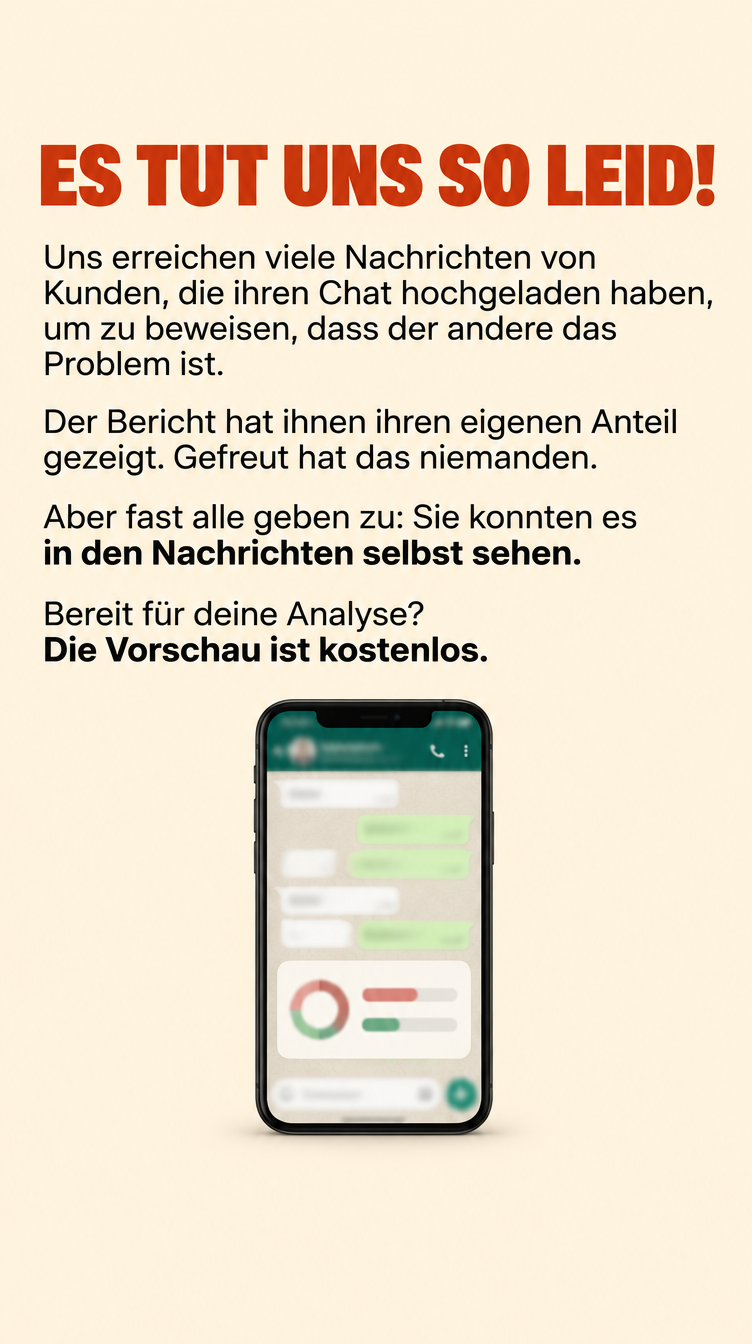 ES TUT UNS SO LEID!
Uns erreichen viele Nachrichten von
Kunden, die ihren Chat hochgeladen haben,
um zu beweisen, dass der andere das
Problem ist.
Der Bericht hat ihnen ihren eigenen Anteil
gezeigt. Gefreut hat das niemanden.
Aber fast alle geben zu: Sie konnten es
in den Nachrichten selbst sehen.
Bereit für deine Analyse?
Die Vorschau ist kostenlos.